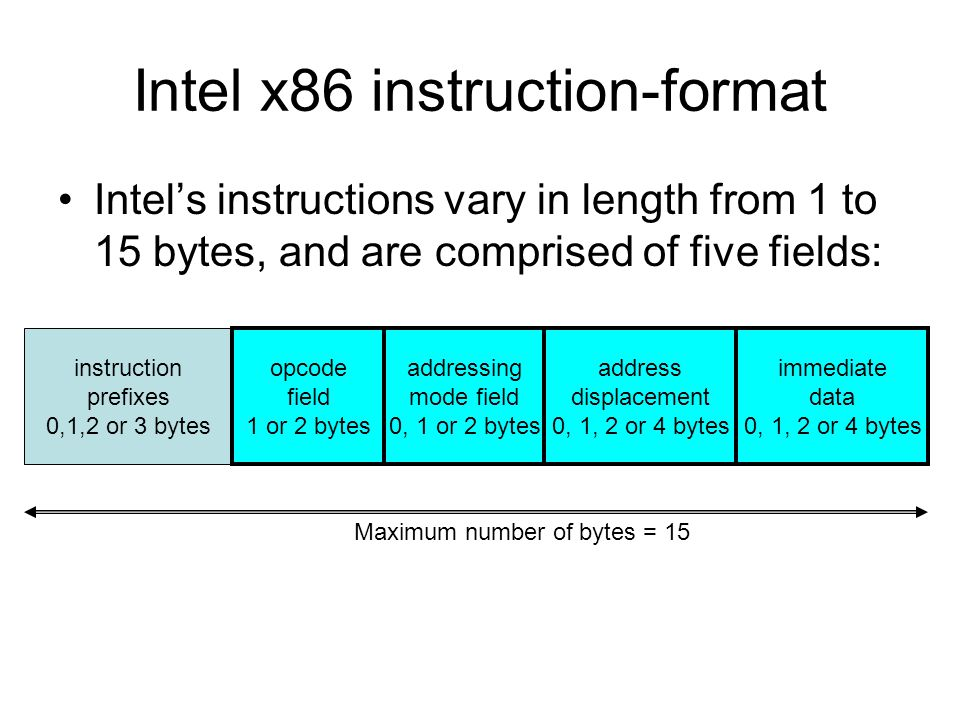 Intel x86 instruction-format
• Intel’s instructions vary in length from 1 to
15 bytes, and are comprised of five fields:
instruction
prefixes
0,1,2 or 3 bytes
opcode
field
1 or 2 bytes
addressing
mode field
0, 1 or 2 bytes
address
displacement
0, 1, 2 or 4 bytes
immediate
data
0, 1, 2 or 4 bytes
Maximum number of bytes = 15